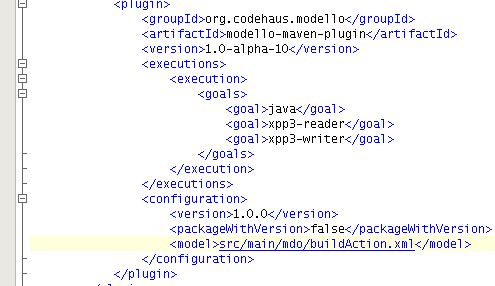 <plugin>
<groupId>org.codehaus.modello</groupId>
<artifactId>modello-maven-plugin</artifactId>
<version>1.0-alpha-10</version>
<executions>
<execution>
<goals>
<goal>java</goal>
<goal>xpp3-reader</goal>
<goal>xpp3-writer</goal>
</goals>
</execution>
</executions>
<configuration>
<version>1.0.0</version>
<packageWithVersion>false</packageWithVersion>
<model>src/main/mdo/buildAction.xml</model>
</configuration>
</plugin>